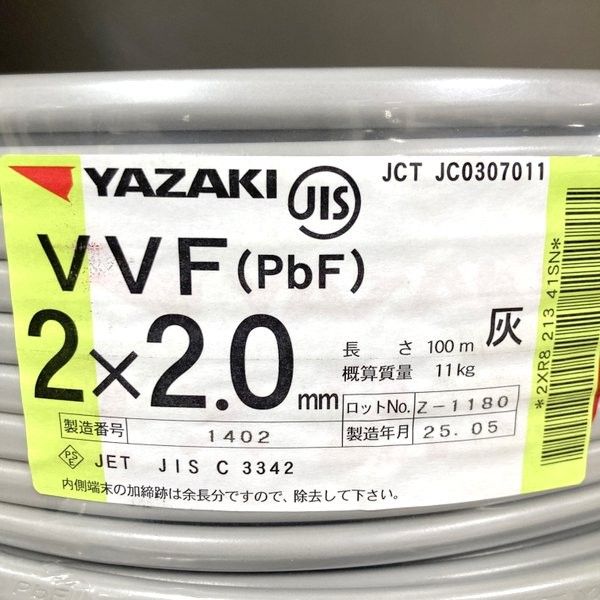 YAZAKI JIS JCT JC0307011
VVF(PbF)
2×2.0mm 灰
長さ 100m
概算質量 11kg
ロットNo. Z-1180
製造番号 1402 製造年月 25.05
PSE JET JIS C 3342
内側端末の加締跡は余長分ですので、除去して下さい。
*2XR8 213 41SN*